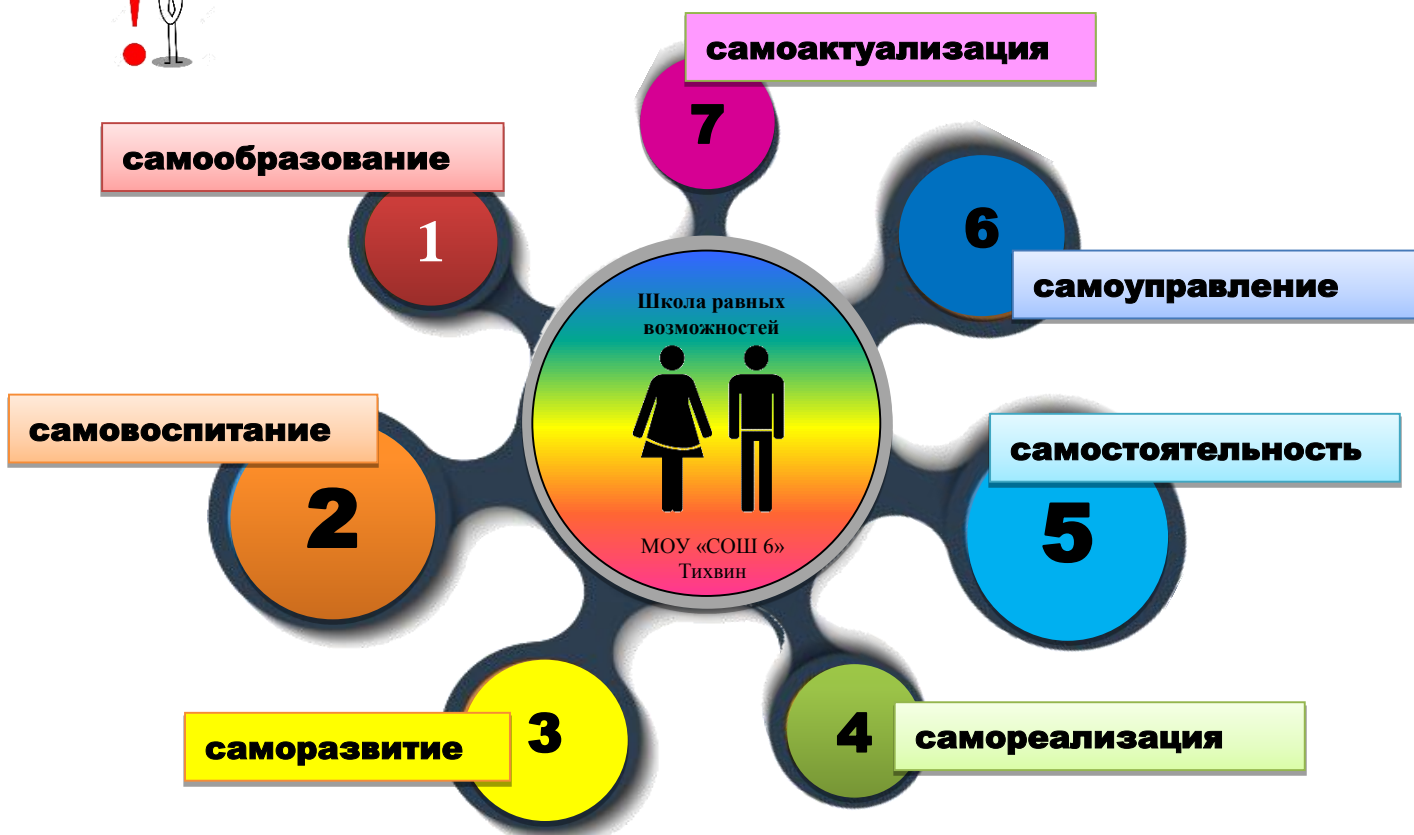 самоактуализация
7
самообразование
1
6
самоуправление
Школа равных
возможностей
самовоспитание
2
самостоятельность
5
МОУ «СОШ 6»
Тихвин
саморазвитие
3
4
самореализация